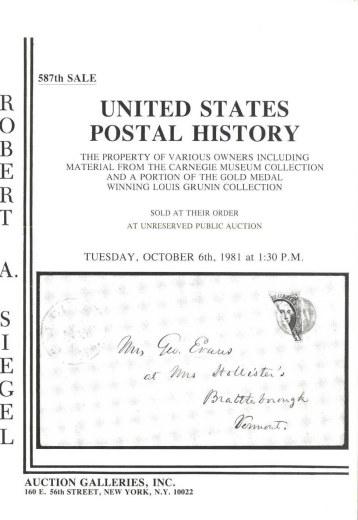 587th SALE
UNITED STATES
POSTAL HISTORY
THE PROPERTY OF VARIOUS OWNERS INCLUDING
MATERIAL FROM THE CARNEGIE MUSEUM COLLECTION
AND A PORTION OF THE GOLD MEDAL
WINNING LOUIS GRUNIN COLLECTION
SOLD AT THEIR ORDER
AT UNRESERVED PUBLIC AUCTION
TUESDAY, OCTOBER 6th, 1981 at 1:30 P.M.
ROBERT A. SIEGEL
Mrs Geo. Evans
at Mrs Hollister's
Brattleborough
Vermont.
AUCTION GALLERIES, INC.
160 E. 56th STREET, NEW YORK, N.Y. 10022